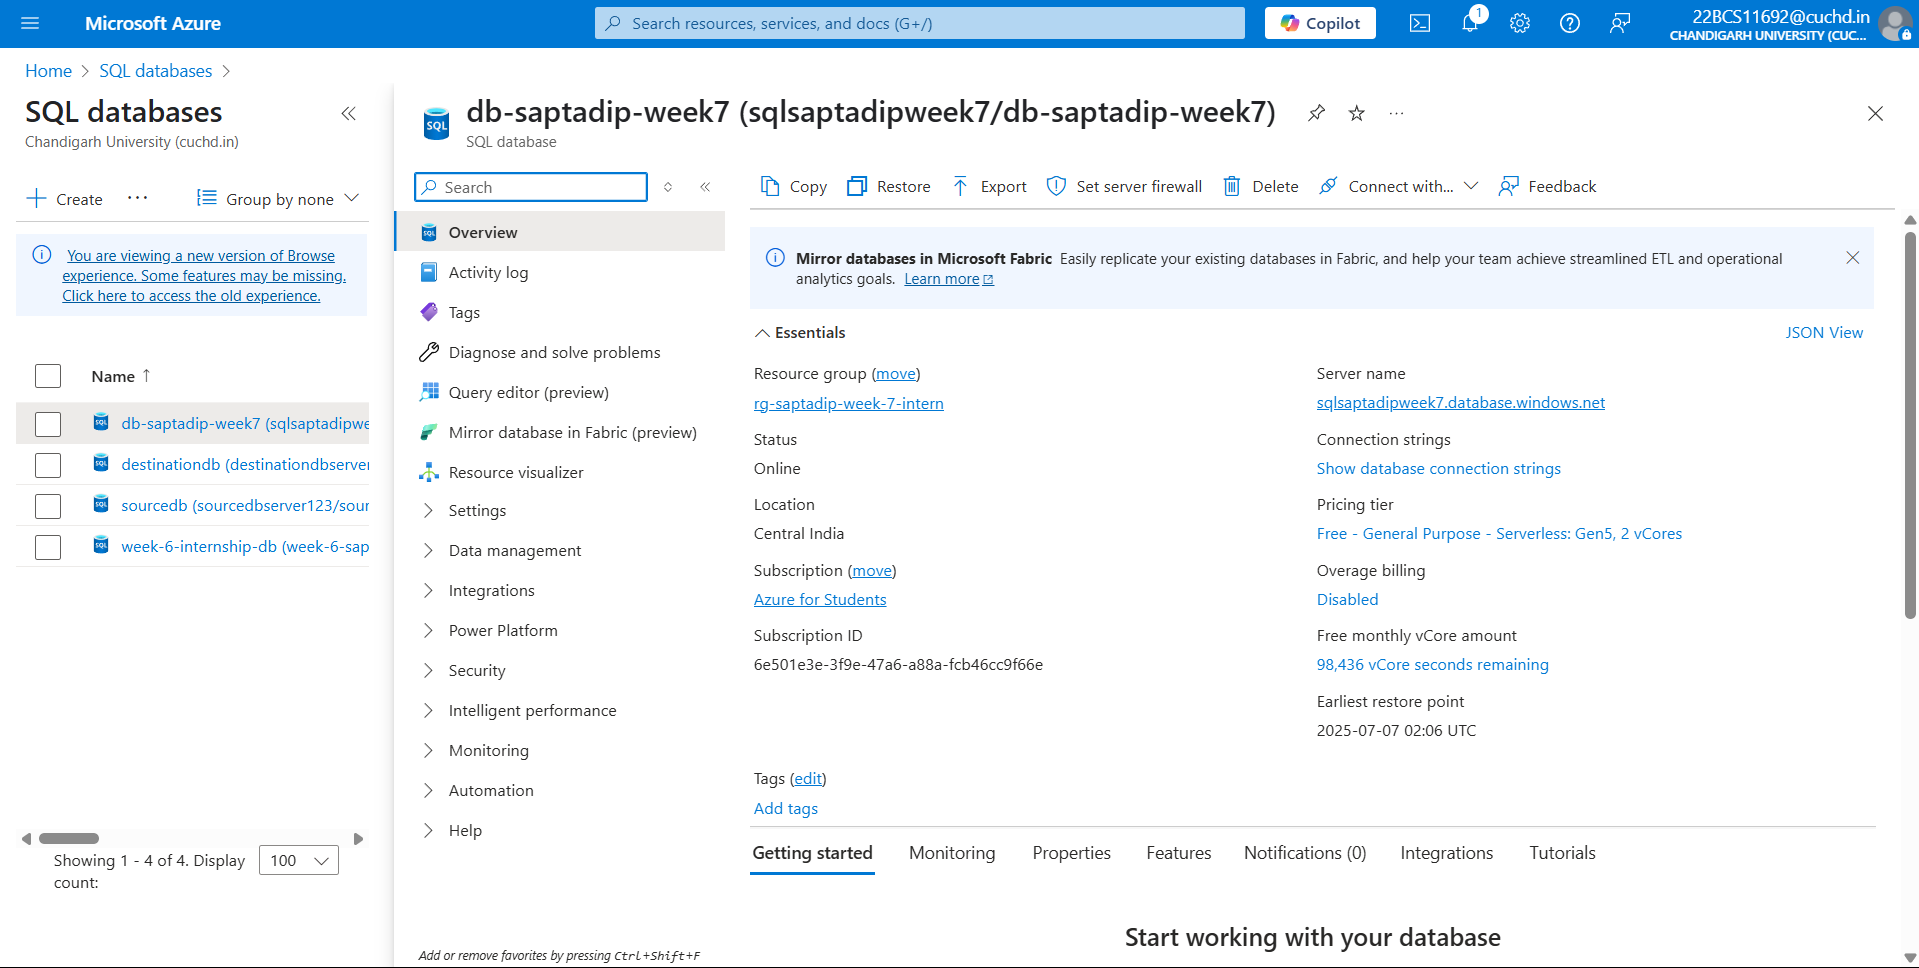 Microsoft Azure
Search resources, services, and docs (G+/)
Copilot
1
22BCS11692@cuchd.in
CHANDIGARH UNIVERSITY (CUC...
Home > SQL databases >
SQL databases
Chandigarh University (cuchd.in)
Create
Group by none
You are viewing a new version of Browse
experience. Some features may be missing.
Click here to access the old experience.
Name ↑
db-saptadip-week7 (sqlsaptadipwe
destinationdb (destinationdbserver
sourcedb (sourcedbserver123/sour
week-6-internship-db (week-6-sap
Showing 1 - 4 of 4. Display
count:
100
db-saptadip-week7 (sqlsaptadipweek7/db-saptadip-week7)
SQL database
Search
Overview
Activity log
Tags
Diagnose and solve problems
Query editor (preview)
Mirror database in Fabric (preview)
Resource visualizer
Settings
Data management
Integrations
Power Platform
Security
Intelligent performance
Monitoring
Automation
Help
Add or remove favorites by pressing Ctrl+Shift+F
Copy
Restore
Export
Set server firewall
Delete
Connect with...
Feedback
Mirror databases in Microsoft Fabric Easily replicate your existing databases in Fabric, and help your team achieve streamlined ETL and operational
analytics goals. Learn more
Essentials
JSON View
Resource group (move)
rg-saptadip-week-7-intern
Status
Online
Location
Central India
Subscription (move)
Azure for Students
Subscription ID
6e501e3e-3f9e-47a6-a88a-fcb46cc9f66e
Server name
sqlsaptadipweek7.database.windows.net
Connection strings
Show database connection strings
Pricing tier
Free - General Purpose - Serverless: Gen5, 2 vCores
Overage billing
Disabled
Free monthly vCore amount
98,436 vCore seconds remaining
Earliest restore point
2025-07-07 02:06 UTC
Tags (edit)
Add tags
Getting started
Monitoring
Properties
Features
Notifications (0)
Integrations
Tutorials
Start working with your database